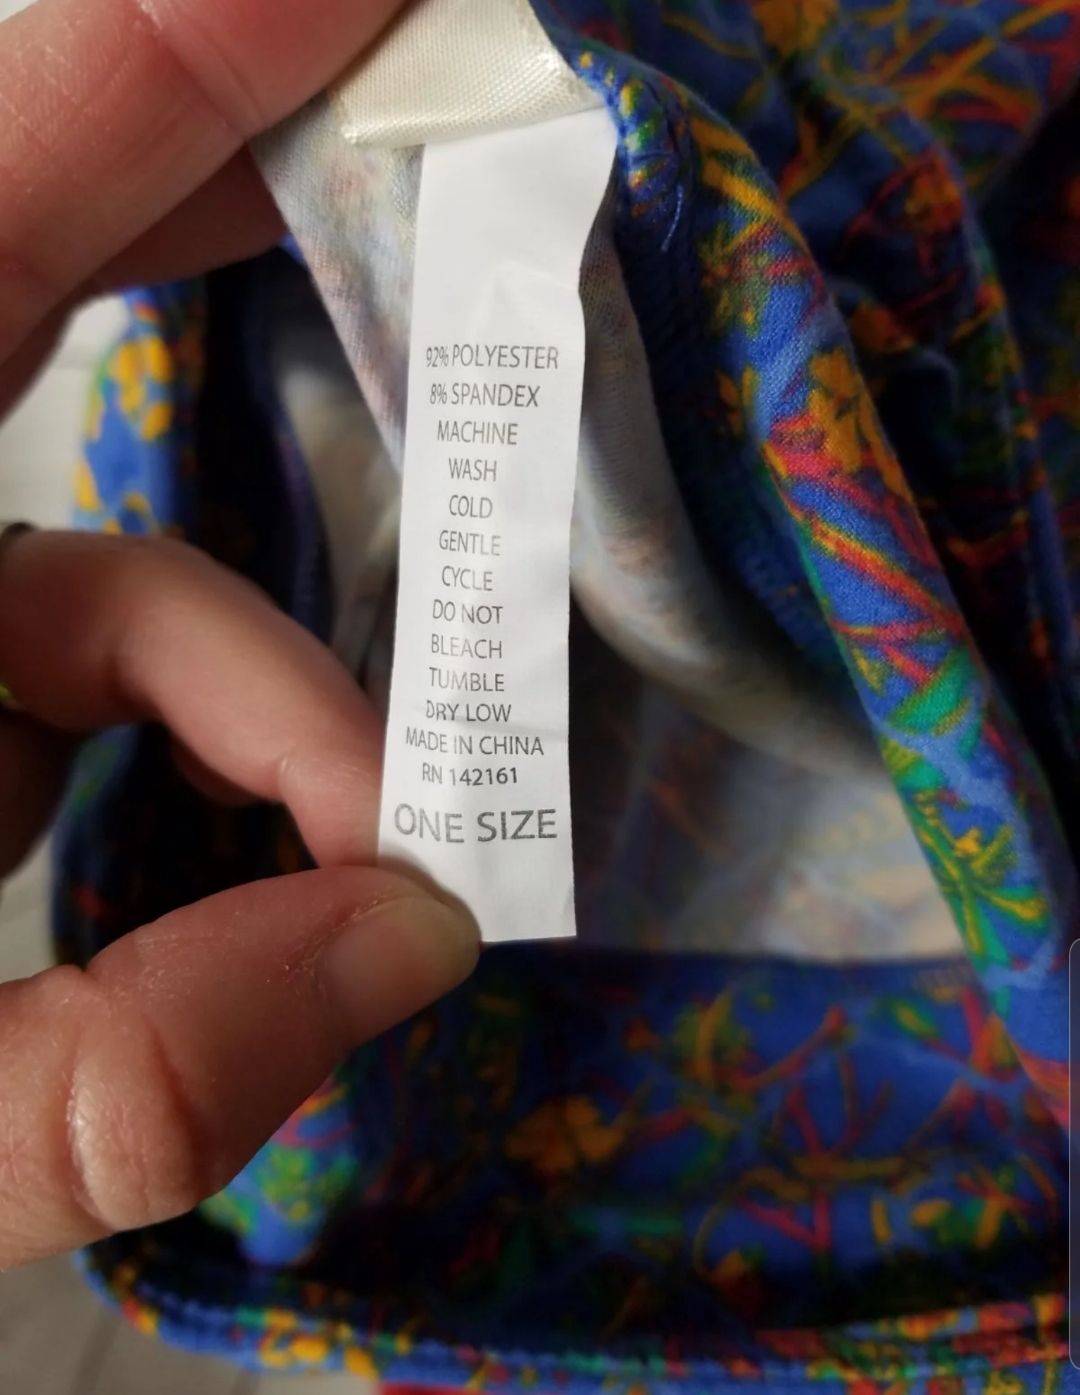 92% POLYESTER
8% SPANDEX
MACHINE
WASH
COLD
GENTLE
CYCLE
DO NOT
BLEACH
TUMBLE
DRY LOW
MADE IN CHINA
RN 142161
ONE SIZE